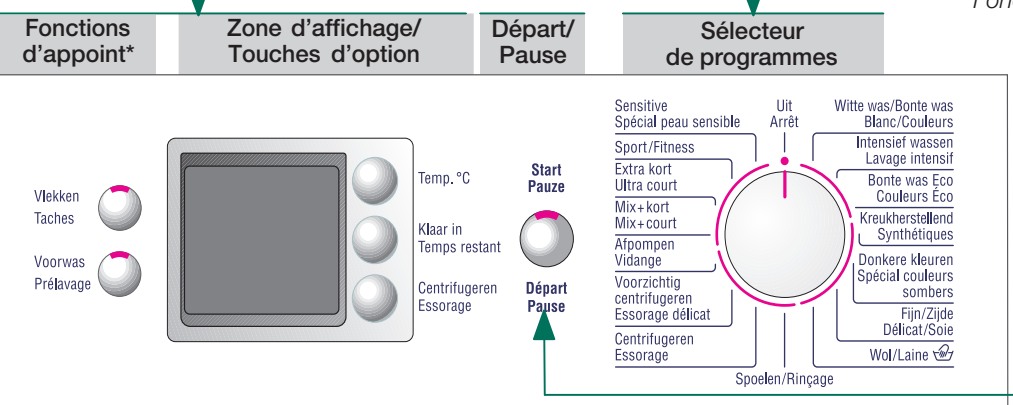 Fonctions
d'appoint*
Zone d'affichage/
Touches d'option
Départ/
Pause
Sélecteur
de programmes
Vlekken
Taches
Voorwas
Prélavage
Temp. °C
Klaar in
Temps restant
Centrifugeren
Essorage
Start
Pauze
Départ
Pause
Sensitive
Spécial peau sensible
Sport/Fitness
Extra kort
Ultra court
Mix+kort
Mix+court
Afpompen
Vidange
Voorzichtig
centrifugeren
Essorage délicat
Centrifugeren
Essorage
Uit
Arrêt
Witte was/Bonte was
Blanc/Couleurs
Intensief wassen
Lavage intensif
Bonte was Eco
Couleurs Éco
Kreukherstellend
Synthétiques
Donkere kleuren
Spécial couleurs
sombers
Fijn/Zijde
Délicat/Soie
Wol/Laine
Spoelen/Rinçage